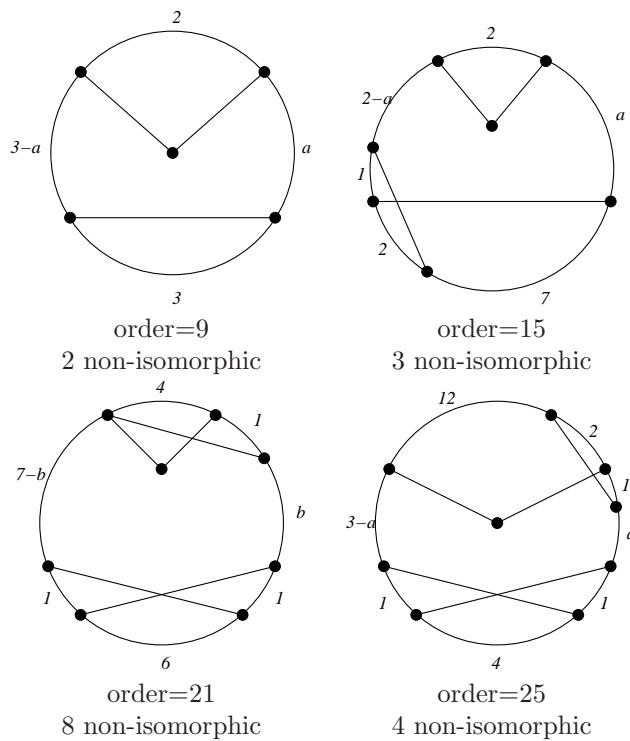 2
3–a
a
3
order=9
2 non-isomorphic
2
2–a
a
1
2
7
order=15
3 non-isomorphic
4
1
7–b
b
1
1
6
order=21
8 non-isomorphic
12
2
1
3–a
1
1
4
order=25
4 non-isomorphic